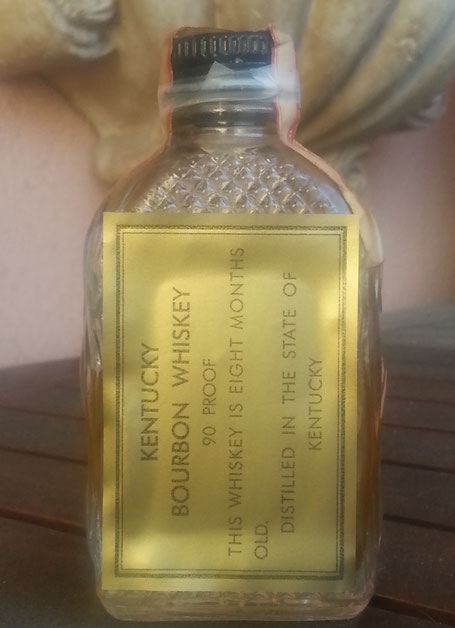 KENTUCKY
BOURBON WHISKEY
90 PROOF
THIS WHISKEY IS EIGHT MONTHS
OLD.
DISTILLED IN THE STATE OF
KENTUCKY